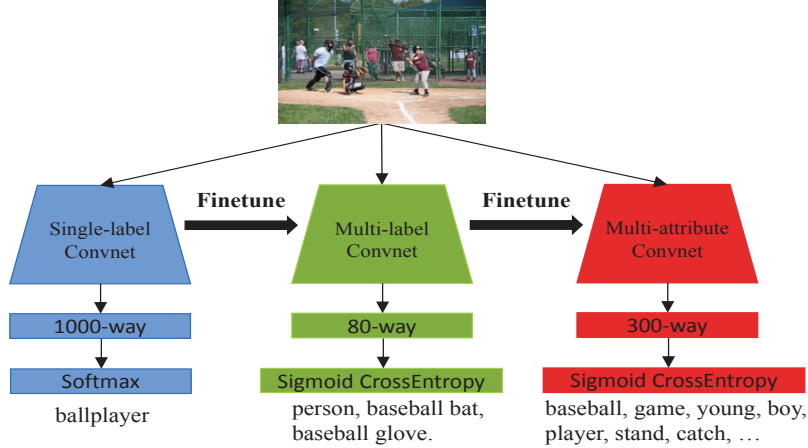 Finetune
Finetune
Single-label
Convnet
Multi-label
Convnet
Multi-attribute
Convnet
1000-way
80-way
300-way
Softmax
Sigmoid CrossEntropy
Sigmoid CrossEntropy
ballplayer
person, baseball bat,
baseball glove.
baseball, game, young, boy,
player, stand, catch, …